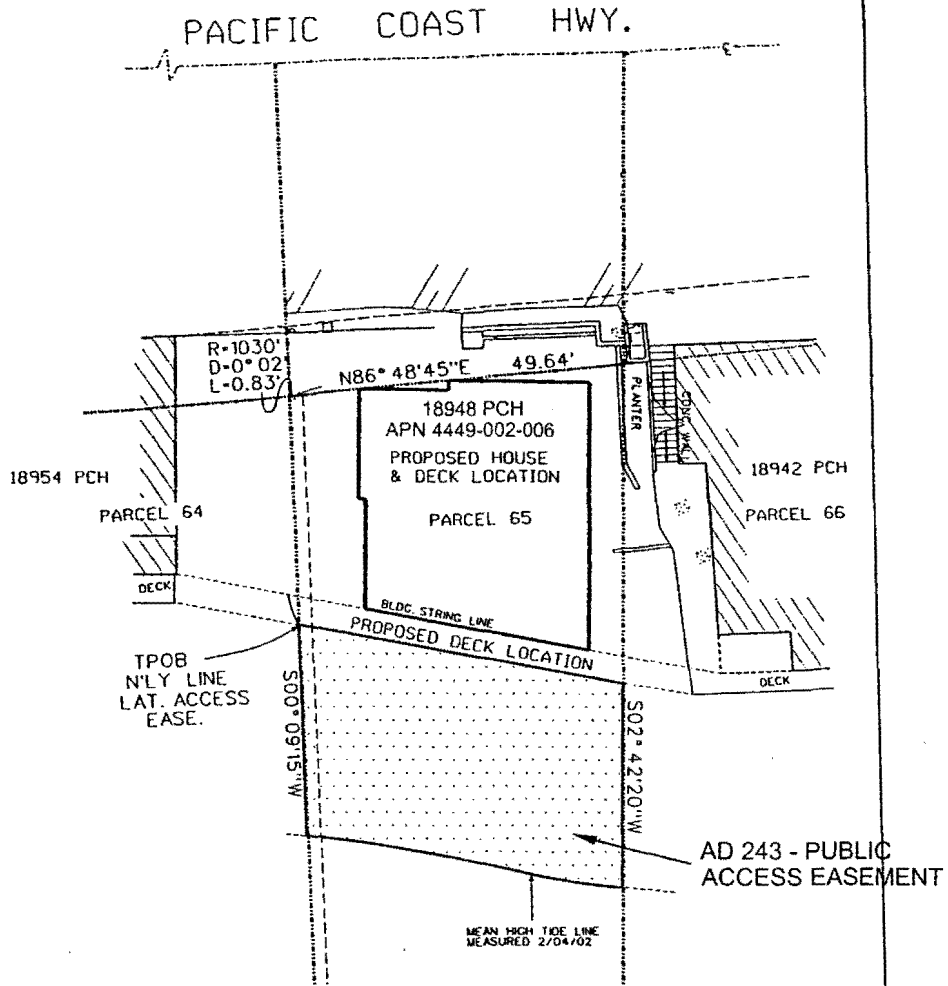 PACIFIC COAST HWY.
R=1030'
D=0° 02'
L=0.83'
N86° 48'45"E 49.64'
18948 PCH
APN 4449-002-006
PROPOSED HOUSE
& DECK LOCATION
PARCEL 65
PLANTER
CONC. WALL
18954 PCH
PARCEL 64
DECK
18942 PCH
PARCEL 66
DECK
BLDG. STRING LINE
PROPOSED DECK LOCATION
TPOB
N'LY LINE
LAT. ACCESS
EASE.
S00° 09'15"W
S02° 42'20"W
AD 243 - PUBLIC
ACCESS EASEMENT
MEAN HIGH TIDE LINE
MEASURED 2/04/02